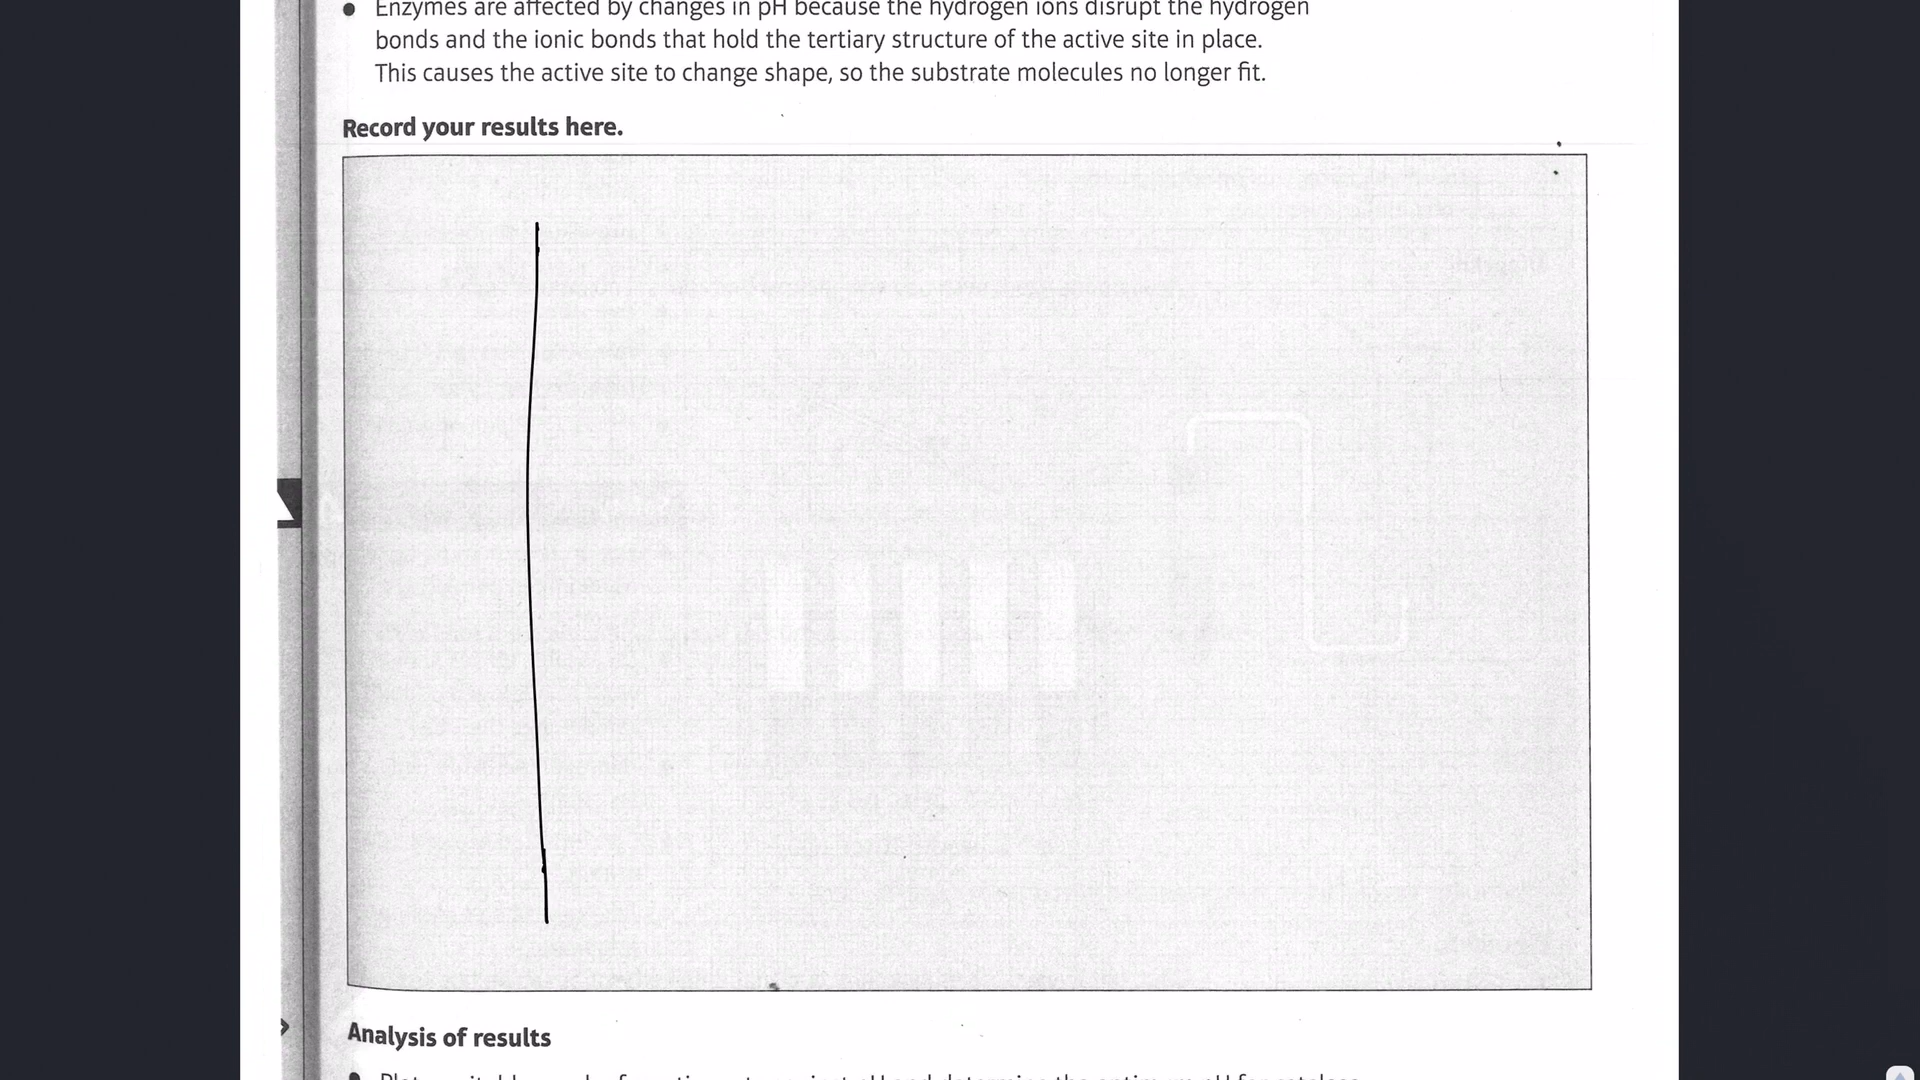 • Enzymes are affected by changes in pH because the hydrogen ions disrupt the hydrogen
bonds and the ionic bonds that hold the tertiary structure of the active site in place.
This causes the active site to change shape, so the substrate molecules no longer fit.
Record your results here.
Analysis of results